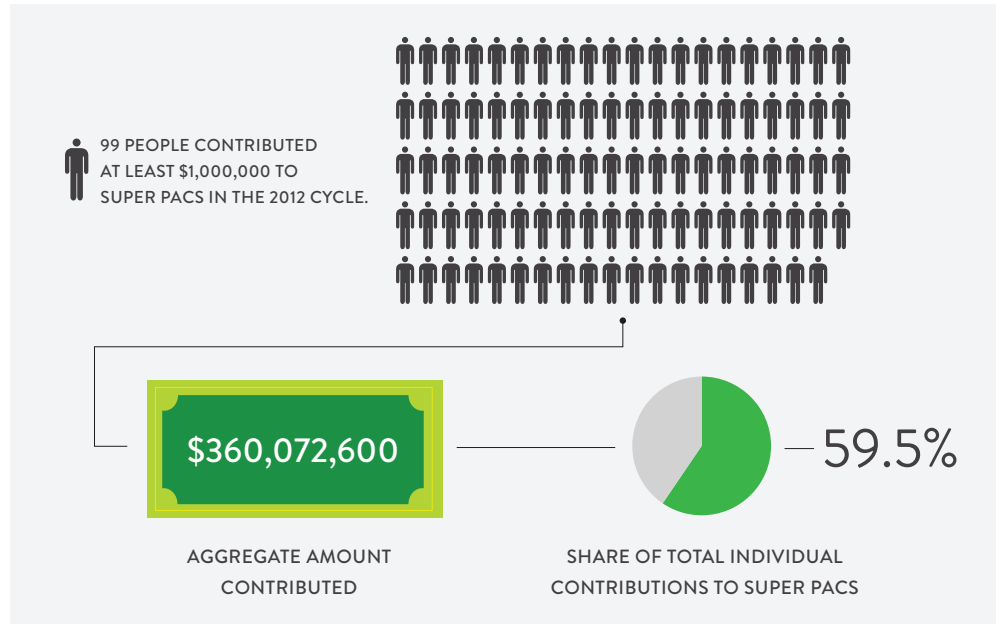 99 PEOPLE CONTRIBUTED
AT LEAST $1,000,000 TO
SUPER PACS IN THE 2012 CYCLE.
$360,072,600
59.5%
AGGREGATE AMOUNT
CONTRIBUTED
SHARE OF TOTAL INDIVIDUAL
CONTRIBUTIONS TO SUPER PACS